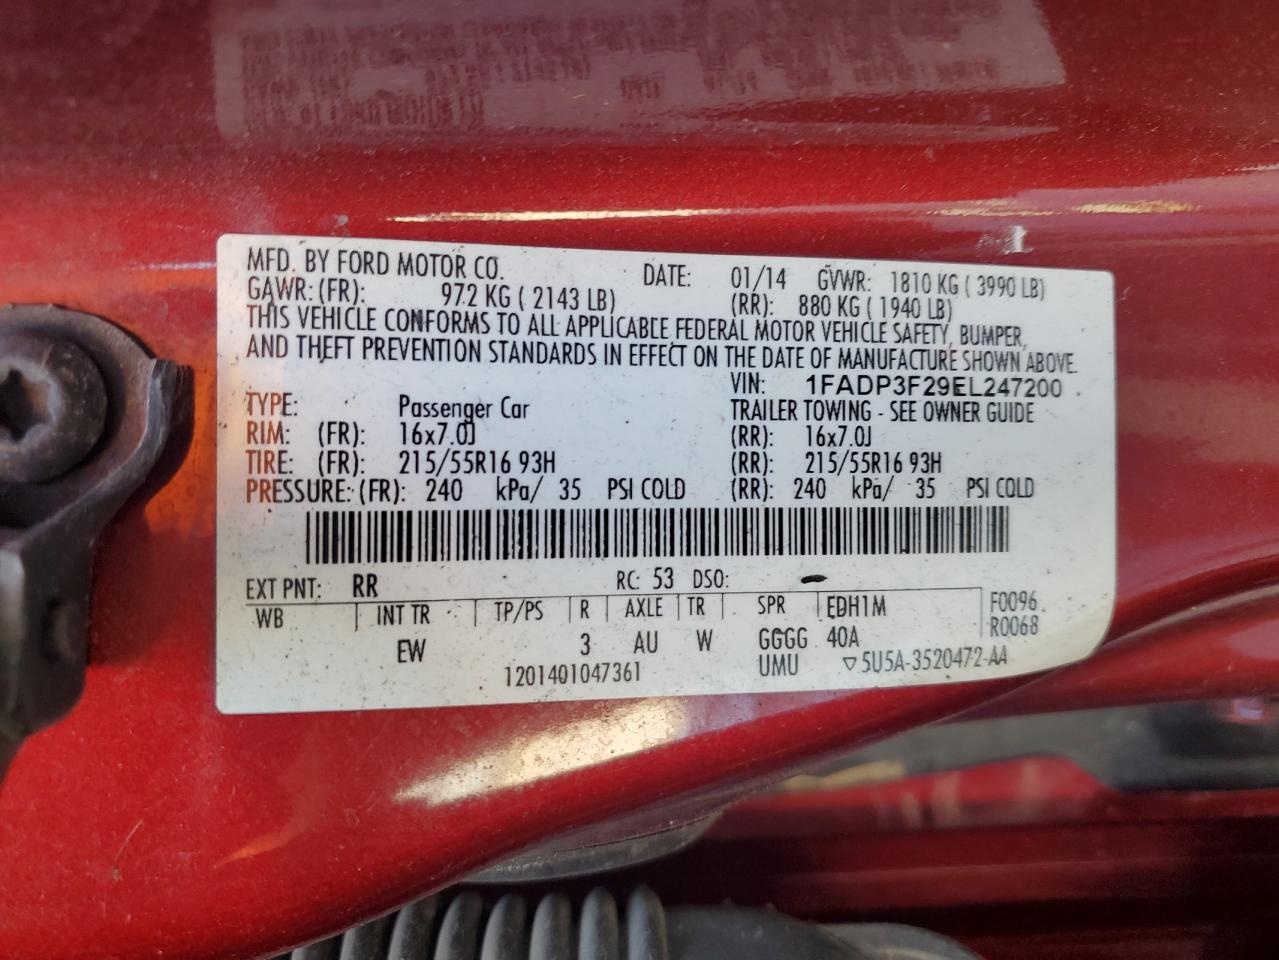 MFD. BY FORD MOTOR CO. DATE: 01/14 GVWR: 1810 KG ( 3990 LB)
GAWR: (FR): 972 KG ( 2143 LB) (RR): 880 KG ( 1940 LB)
THIS VEHICLE CONFORMS TO ALL APPLICABLE FEDERAL MOTOR VEHICLE SAFETY, BUMPER,
AND THEFT PREVENTION STANDARDS IN EFFECT ON THE DATE OF MANUFACTURE SHOWN ABOVE.
VIN: 1FADP3F29EL247200
TYPE: Passenger Car TRAILER TOWING - SEE OWNER GUIDE
RIM: (FR): 16x7.0J (RR): 16x7.0J
TIRE: (FR): 215/55R16 93H (RR): 215/55R16 93H
PRESSURE: (FR): 240 kPa/ 35 PSI COLD (RR): 240 kPa/ 35 PSI COLD
EXT PNT: RR RC: 53 DSO:
WB INT TR TP/PS R AXLE TR SPR EDH1M F0096
EW 3 AU W GGGG 40A R0068
1201401047361 UMU ▽5U5A-3520472-AA